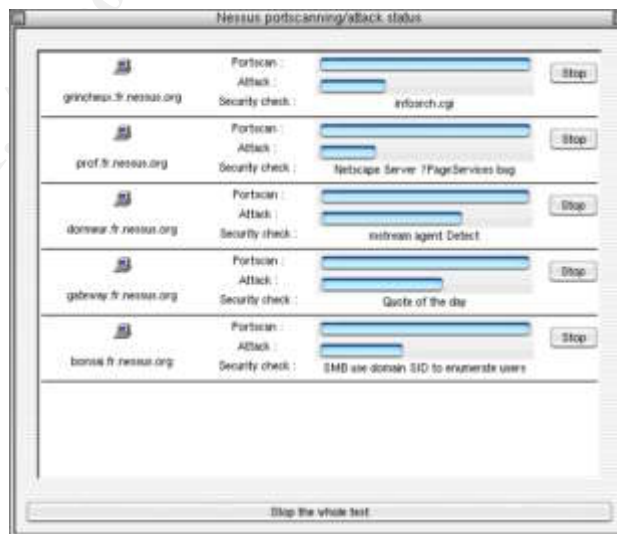 Nessus portscanning/attack status
Portscan :
Attack :
grincheux.fr.nessus.org
Security check :
infosrch.cgi
Stop
Portscan :
Attack :
prof.fr.nessus.org
Security check :
Netscape Server ?PageServices bug
Stop
Portscan :
Attack :
dormeur.fr.nessus.org
Security check :
mstream agent Detect
Stop
Portscan :
Attack :
gateway.fr.nessus.org
Security check :
Quote of the day
Stop
Portscan :
Attack :
bonsai.fr.nessus.org
Security check :
SMB use domain SID to enumerate users
Stop
Stop the whole test